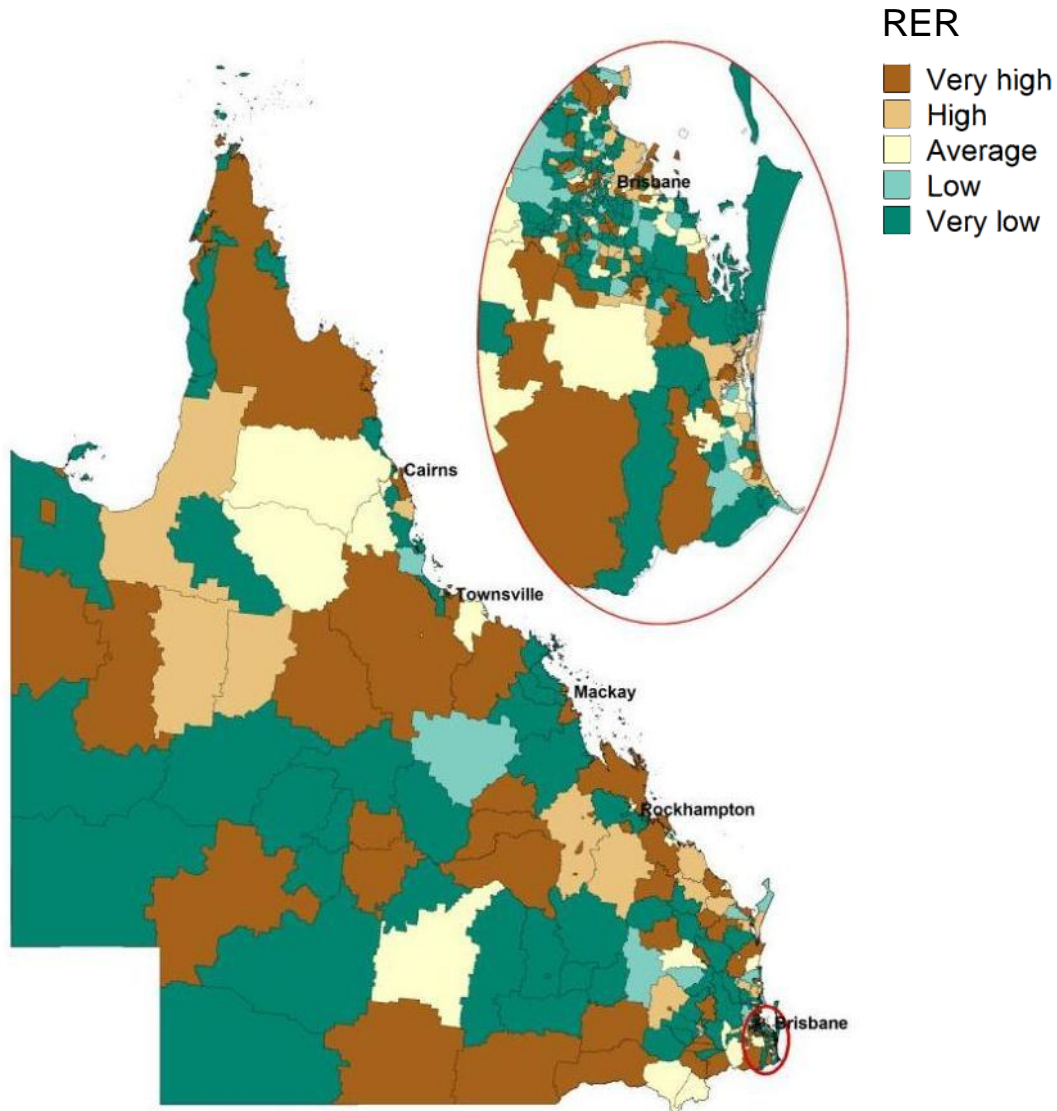 RER
Very high
High
Average
Low
Very low
Brisbane
Cairns
Townsville
Mackay
Rockhampton
Brisbane